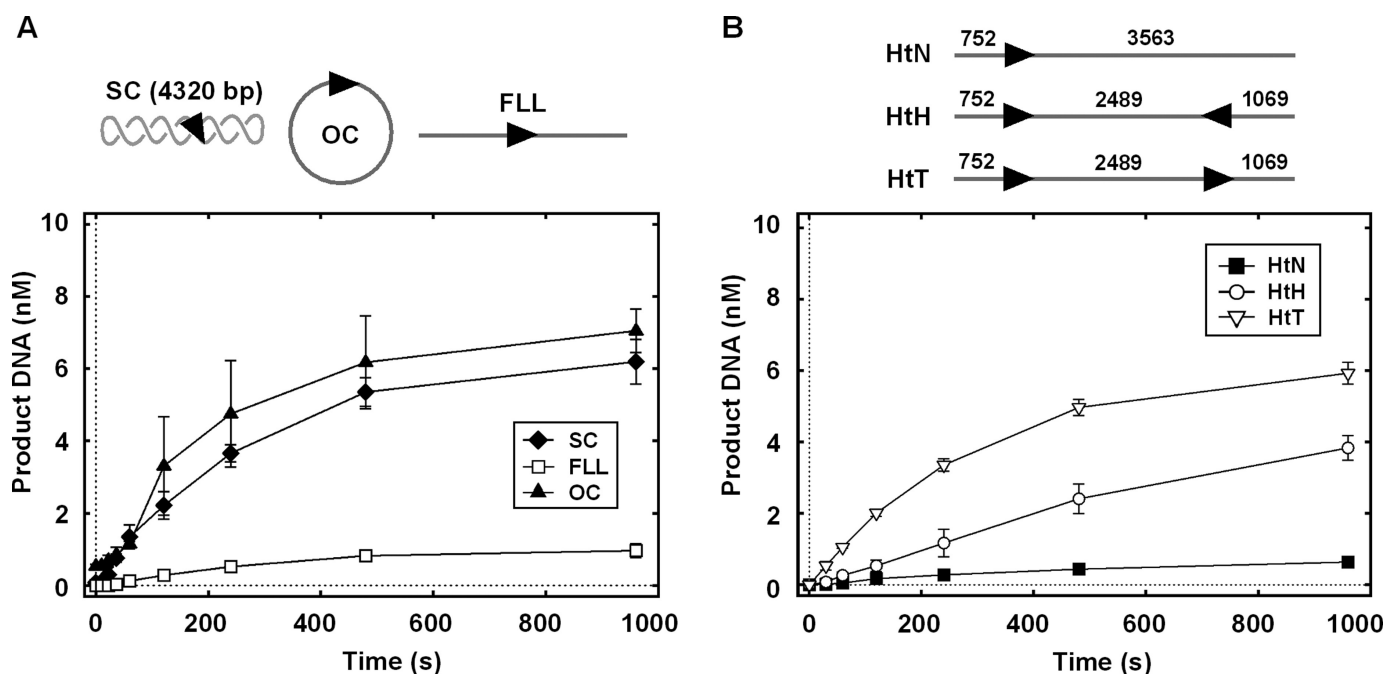 A
SC (4320 bp)
OC
FLL
10
8
6
4
2
0
Product DNA (nM)
SC
FLL
OC
0 200 400 600 800 1000
Time (s)
B
HtN 752 3563
HtH 752 2489 1069
HtT 752 2489 1069
10
8
6
4
2
0
Product DNA (nM)
HtN
HtH
HtT
0 200 400 600 800 1000
Time (s)